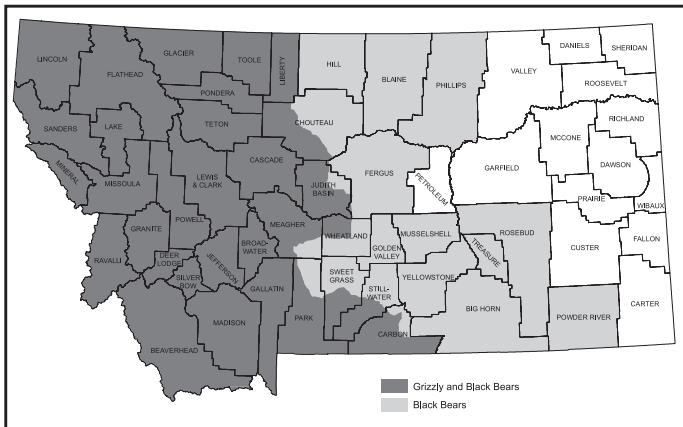 LINCOLN
FLATHEAD
GLACIER
TOOLE
LIBERTY
HILL
BLAINE
PHILLIPS
VALLEY
DANIELS
SHERIDAN
ROOSEVELT
PONDERA
TETON
CHOUTEAU
SANDERS
LAKE
MINERAL
MISSOULA
LEWIS
& CLARK
CASCADE
JUDITH
BASIN
FERGUS
PETROLEUM
GARFIELD
MCCONE
RICHLAND
DAWSON
WIBAUX
PRAIRIE
POWELL
GRANITE
RAVALLI
DEER
LODGE
SILVER
BOW
JEFFERSON
BROAD-
WATER
MEAGHER
WHEATLAND
GOLDEN
VALLEY
MUSSELSHELL
TREASURE
ROSEBUD
CUSTER
FALLON
BEAVERHEAD
MADISON
GALLATIN
PARK
SWEET
GRASS
STILL-
WATER
YELLOWSTONE
CARBON
BIG HORN
POWDER RIVER
CARTER
Grizzly and Black Bears
Black Bears